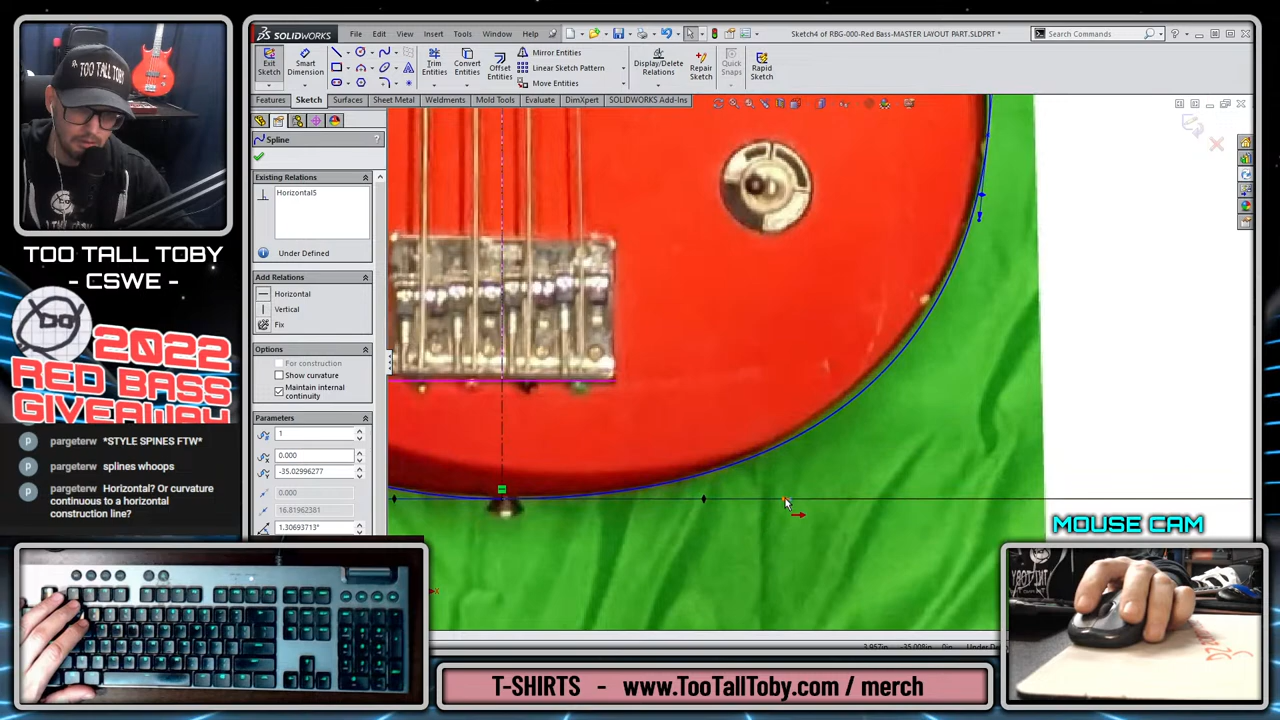 TOO TALL TOBY
TOO TALL TOBY
- CSWE -
2022
RED BASS
GIVEAWAY
P pargeterw *STYLE SPINES FTW*
P pargeterw splines whoops
P pargeterw Horizontal? Or curvature
continuous to a horizontal
construction line?
SOLIDWORKS File Edit View Insert Tools Window Help
Sketch4 of RBG-000-Red Bass-MASTER LAYOUT PART.SLDPRT *
Search Commands
Exit Sketch
Smart Dimension
Trim Entities
Convert Entities
Offset Entities
Mirror Entities
Linear Sketch Pattern
Move Entities
Display/Delete Relations
Repair Sketch
Quick Snaps
Rapid Sketch
Features Sketch Surfaces Sheet Metal Weldments Mold Tools Evaluate DimXpert SOLIDWORKS Add-Ins
Spline ?
Existing Relations
Horizontal5
Under Defined
Add Relations
Horizontal
Vertical
Fix
Options
For construction
Show curvature
Maintain internal
continuity
Parameters
1
0.000
-35.02996277
0.000
16.81962381
1.30693713°
MOUSE CAM
T-SHIRTS - www.TooTallToby.com / merch